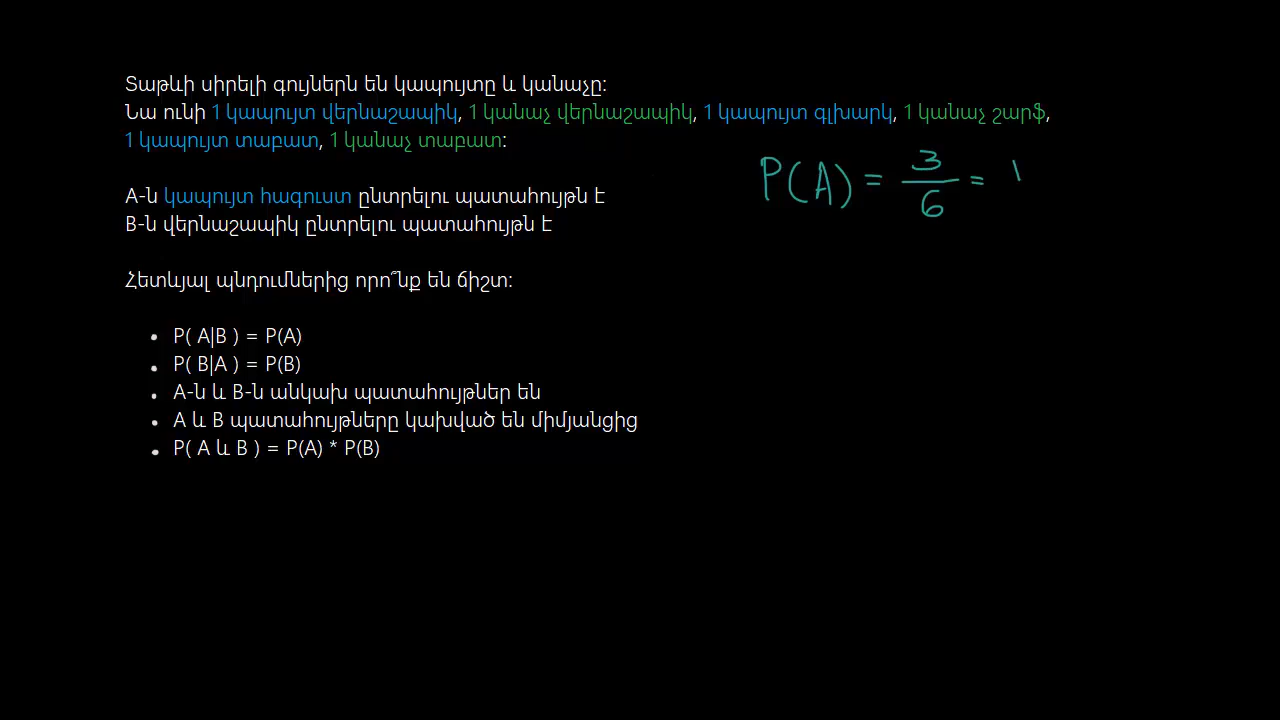 Տաթևի սիրելի գույներն են կապույտը և կանաչը:
Նա ունի 1 կապույտ վերնաշապիկ, 1 կանաչ վերնաշապիկ, 1 կապույտ գլխարկ, 1 կանաչ շարֆ,
1 կապույտ տաբատ, 1 կանաչ տաբատ:
P(A) = 3/6 = 1
A-ն կապույտ հագուստ ընտրելու պատահույթն է
B-ն վերնաշապիկ ընտրելու պատահույթն է
Հետևյալ պնդումներից որո՞նք են ճիշտ:
• P( A|B ) = P(A)
• P( B|A ) = P(B)
• A-ն և B-ն անկախ պատահույթներ են
• A և B պատահույթները կախված են միմյանցից
• P( A և B ) = P(A) * P(B)